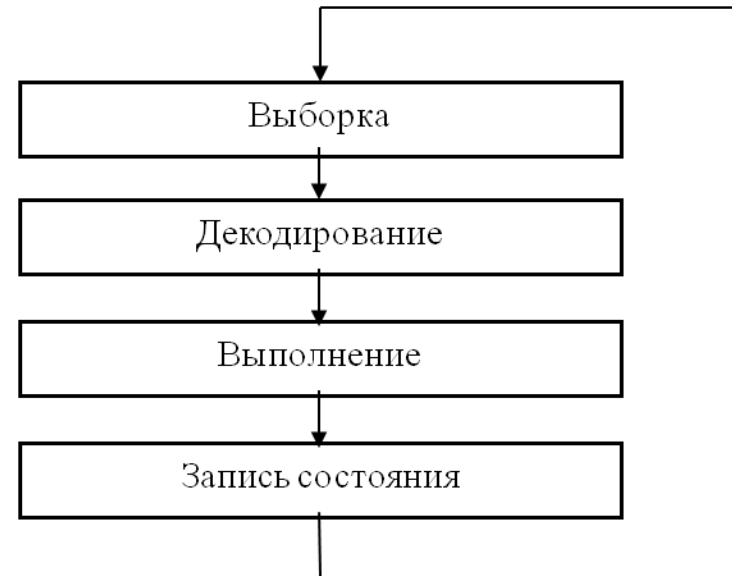 Выборка
Декодирование
Выполнение
Запись состояния